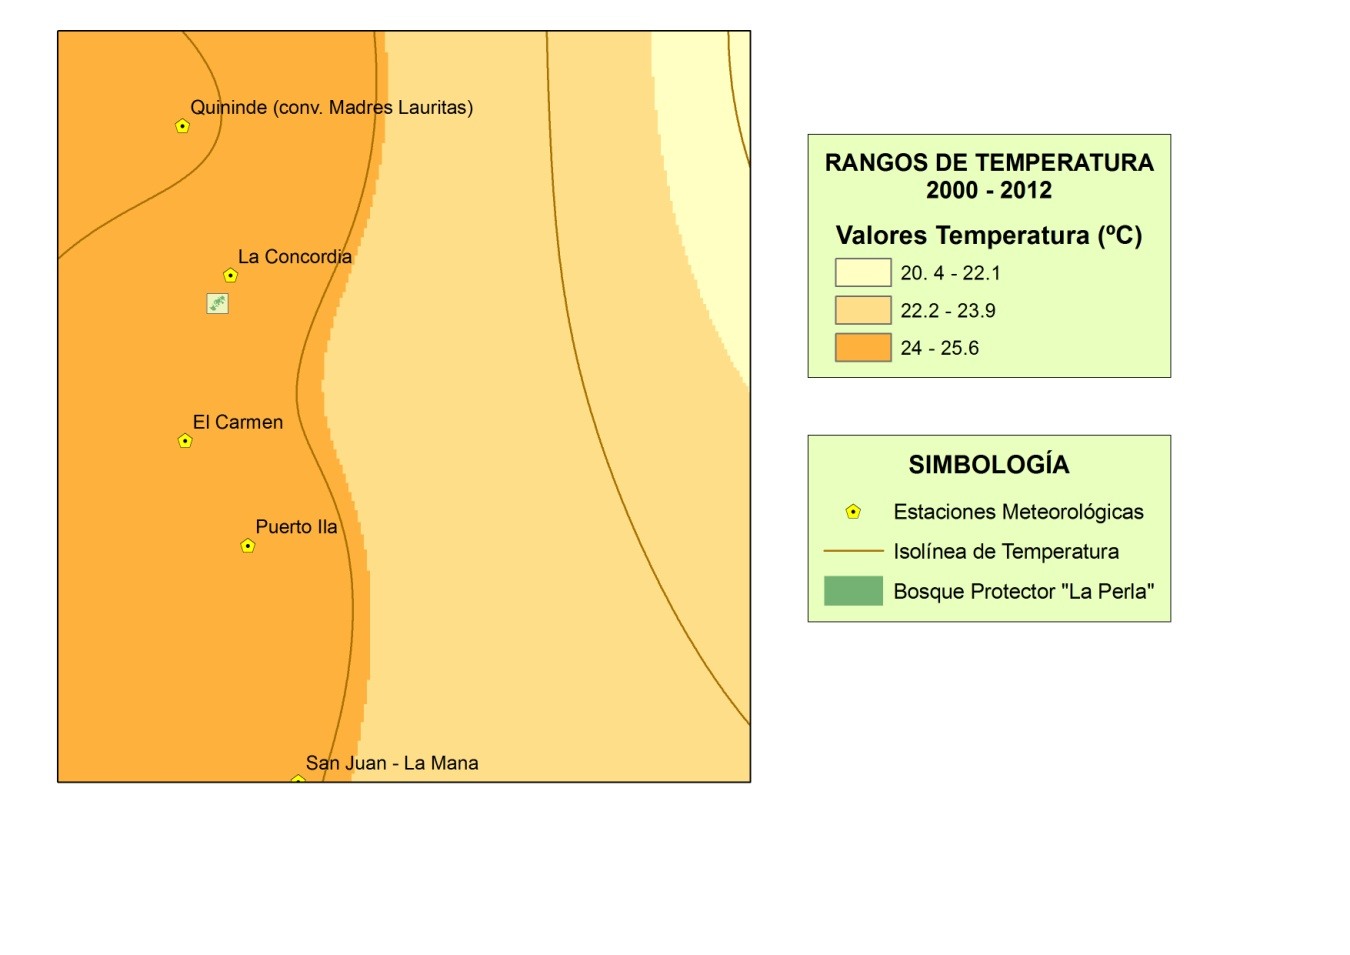 Quininde (conv. Madres Lauritas)
La Concordia
El Carmen
Puerto Ila
San Juan - La Mana
RANGOS DE TEMPERATURA
2000 - 2012
Valores Temperatura (ºC)
20. 4 - 22.1
22.2 - 23.9
24 - 25.6
SIMBOLOGÍA
Estaciones Meteorológicas
Isolínea de Temperatura
Bosque Protector "La Perla"